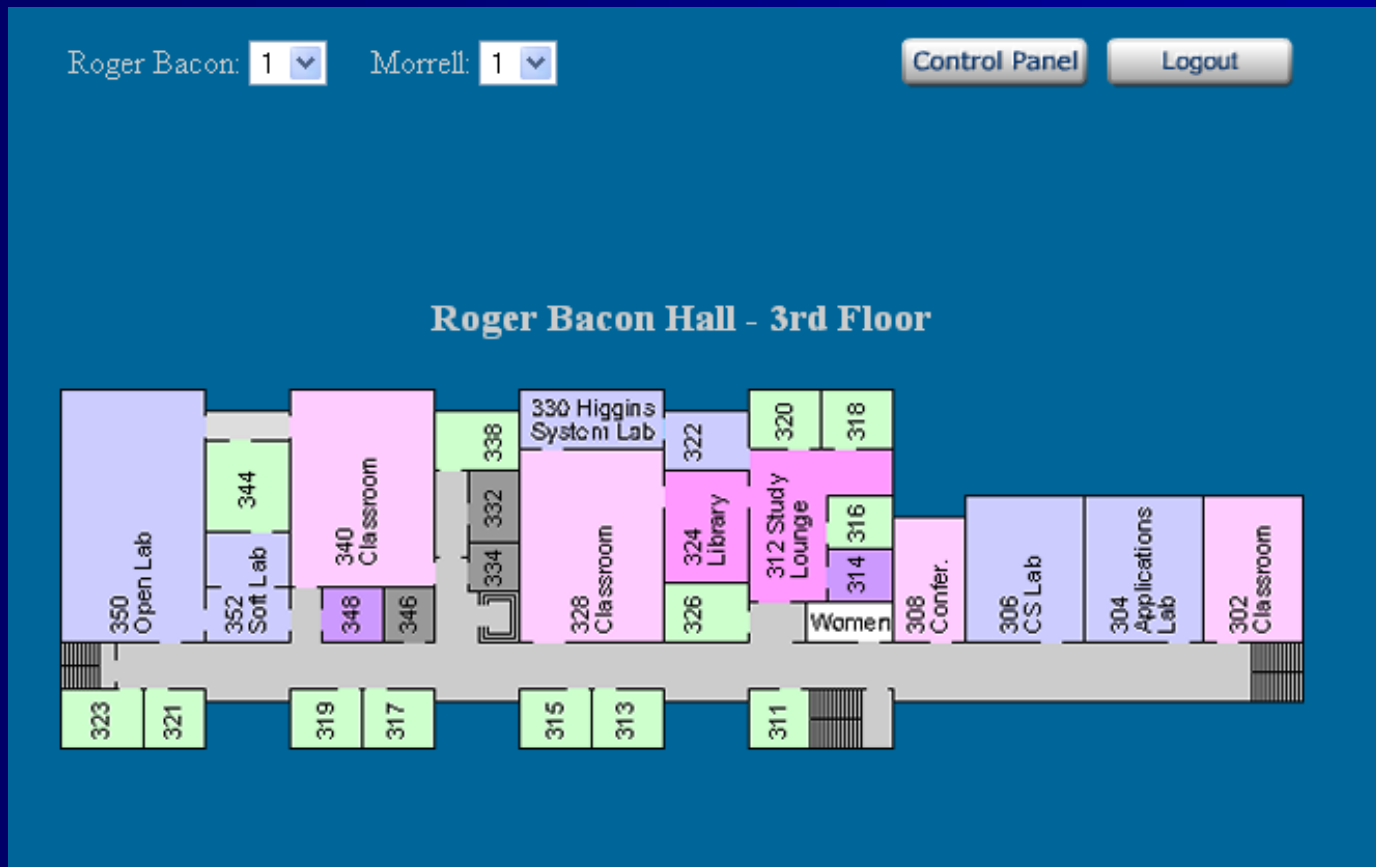 Roger Bacon: 1 Morrell: 1 Control Panel Logout
Roger Bacon Hall - 3rd Floor
350
Open Lab
344
352
Soft Lab
340
Classroom
348
346
338
332
334
330 Higgins
System Lab
328
Classroom
322
324
Library
326
320
318
312 Study
Lounge
316
314
Women
308
Confer.
306
CS Lab
304
Applications
Lab
302
Classroom
323
321
319
317
315
313
311